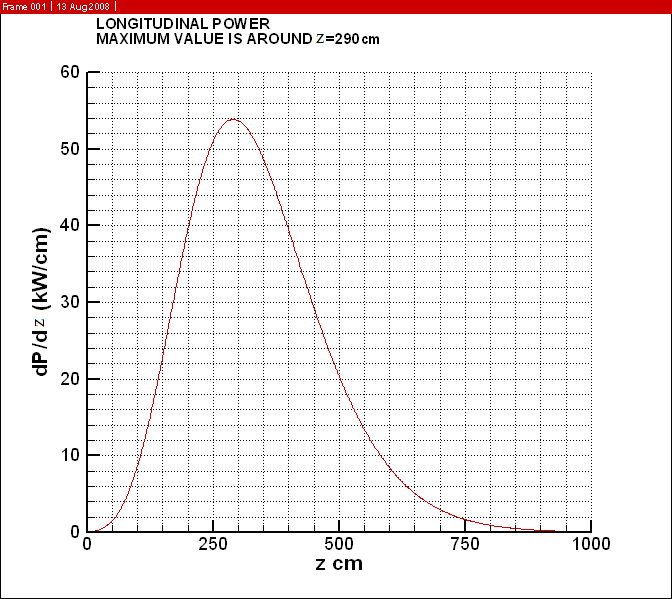 Frame 001 | 13 Aug 2008 |
LONGITUDINAL POWER
MAXIMUM VALUE IS AROUND Z=290cm
60
50
40
30
20
10
0
dP/dz (kW/cm)
0 250 500 750 1000
z cm